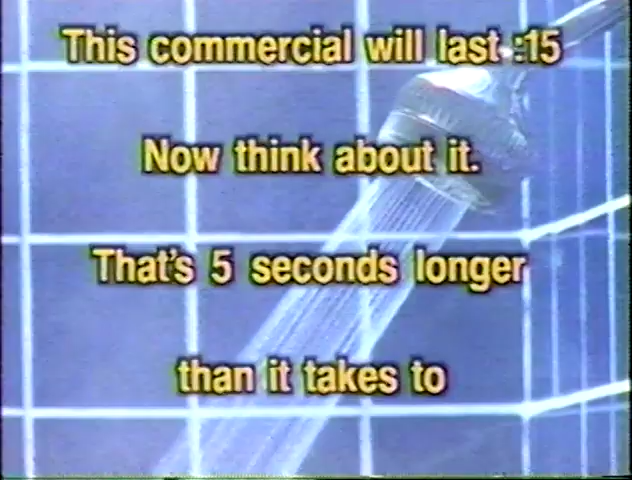 This commercial will last :15
Now think about it.
That's 5 seconds longer
than it takes to